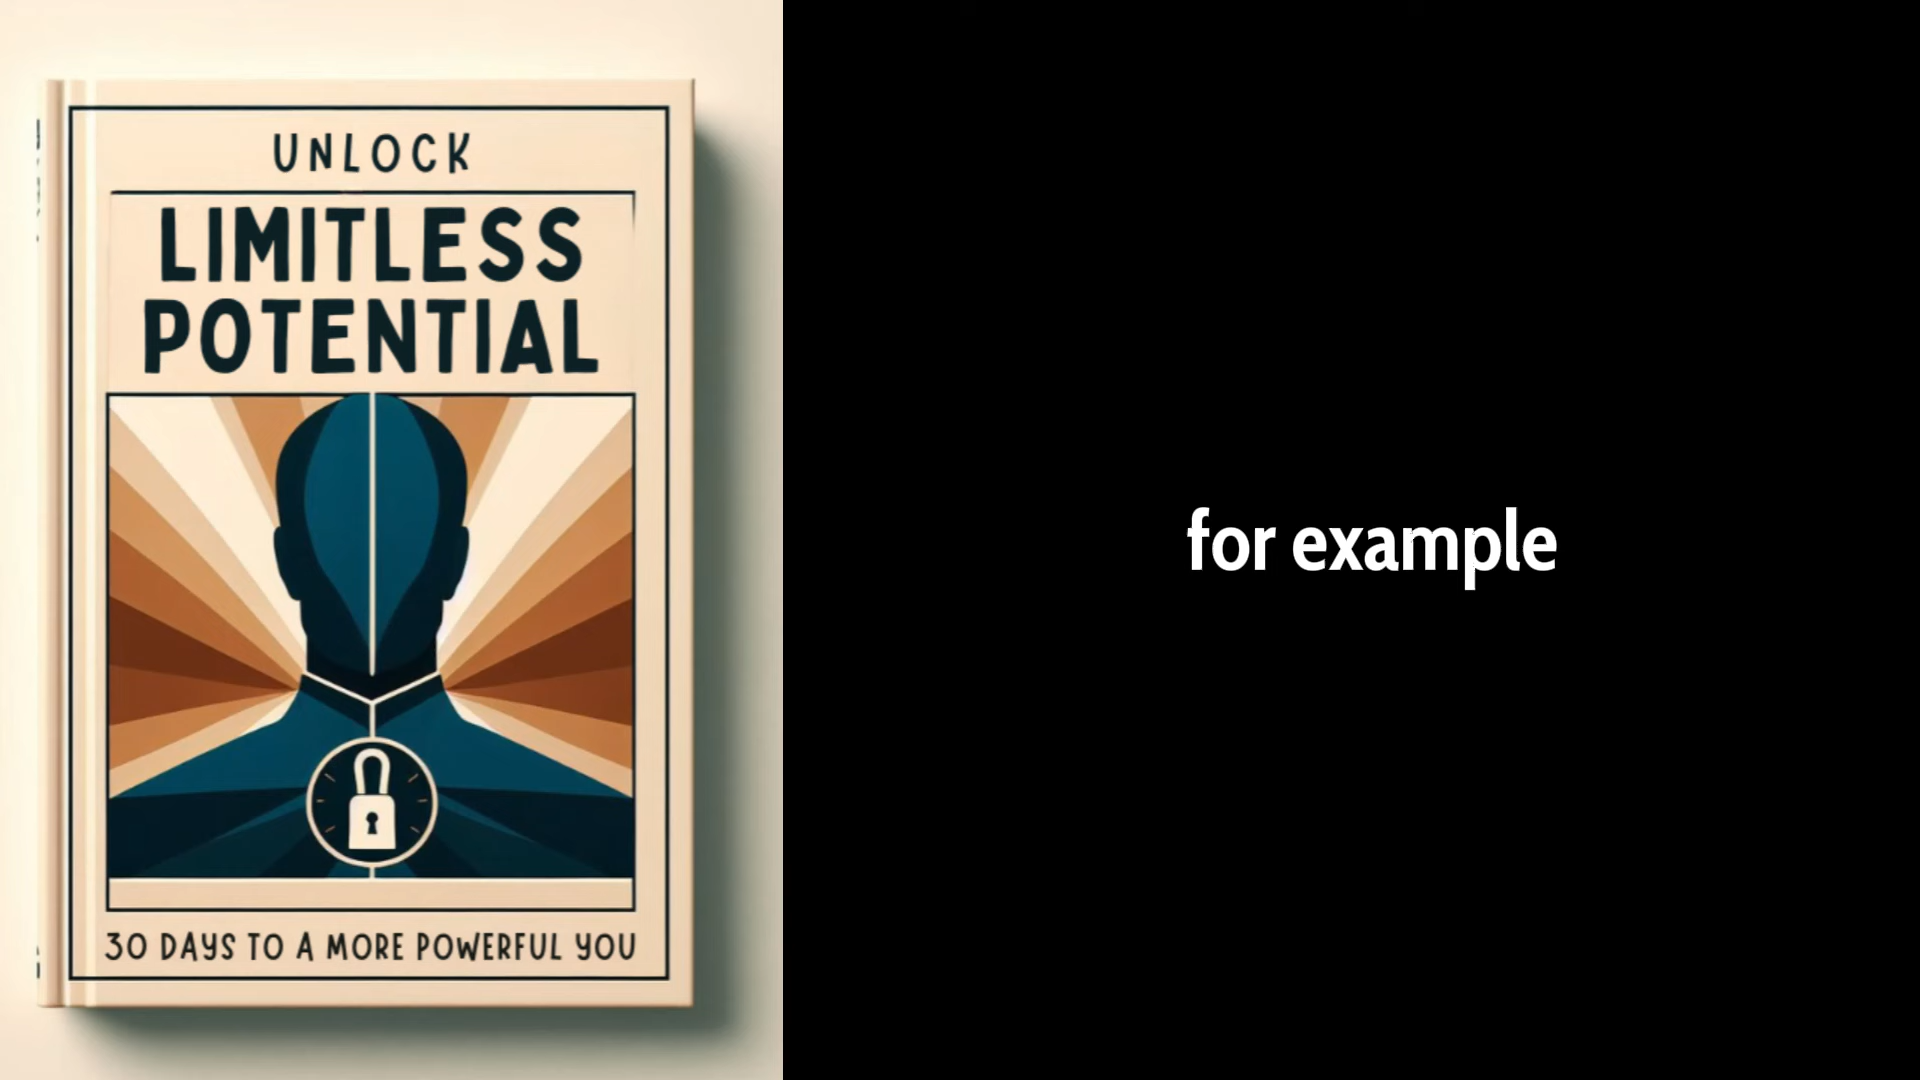 UNLOCK
LIMITLESS
POTENTIAL
30 DAYS TO A MORE POWERFUL YOU
for example